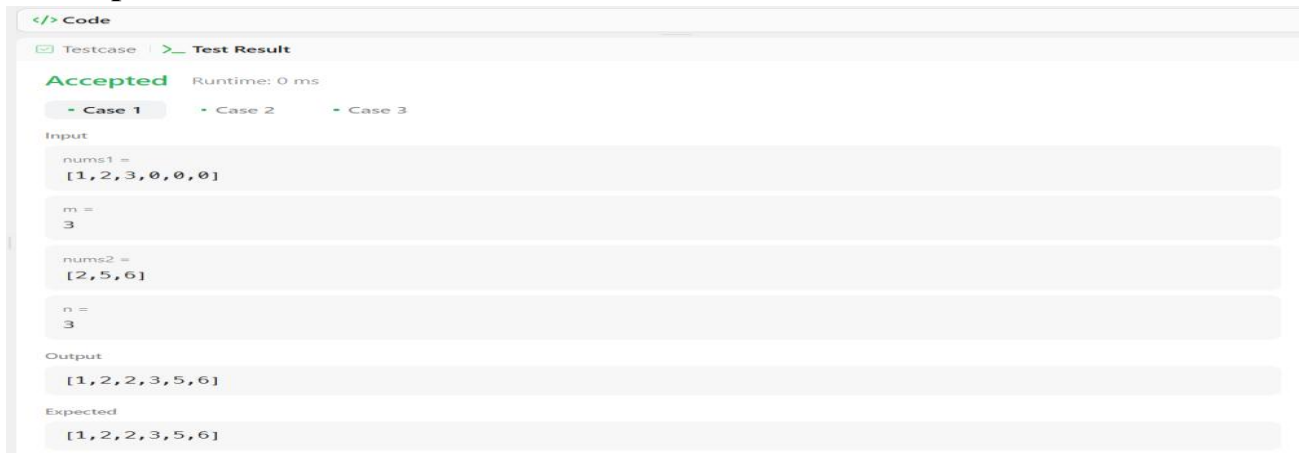 </> Code
Testcase >_ Test Result
Accepted Runtime: 0 ms
• Case 1 • Case 2 • Case 3
Input
nums1 =
[1,2,3,0,0,0]
m =
3
nums2 =
[2,5,6]
n =
3
Output
[1,2,2,3,5,6]
Expected
[1,2,2,3,5,6]